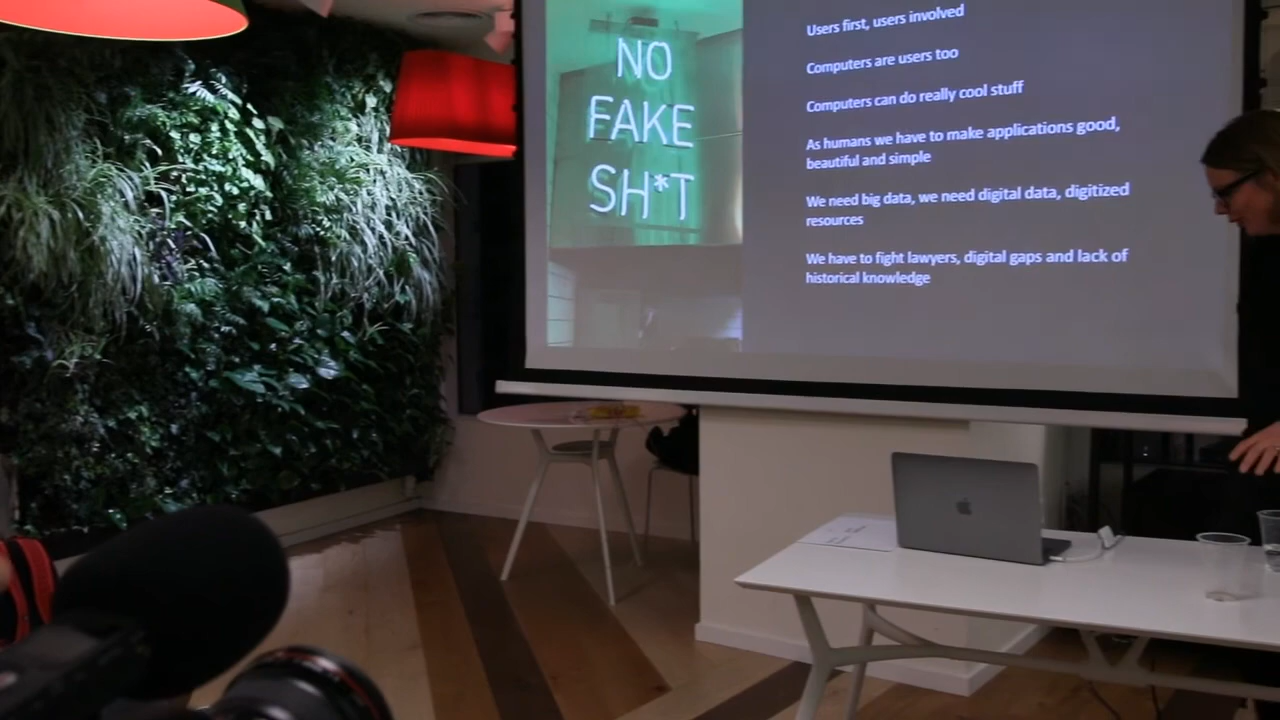 NO
FAKE
SH*T
Users first, users involved
Computers are users too
Computers can do really cool stuff
As humans we have to make applications good,
beautiful and simple
We need big data, we need digital data, digitized
resources
We have to fight lawyers, digital gaps and lack of
historical knowledge